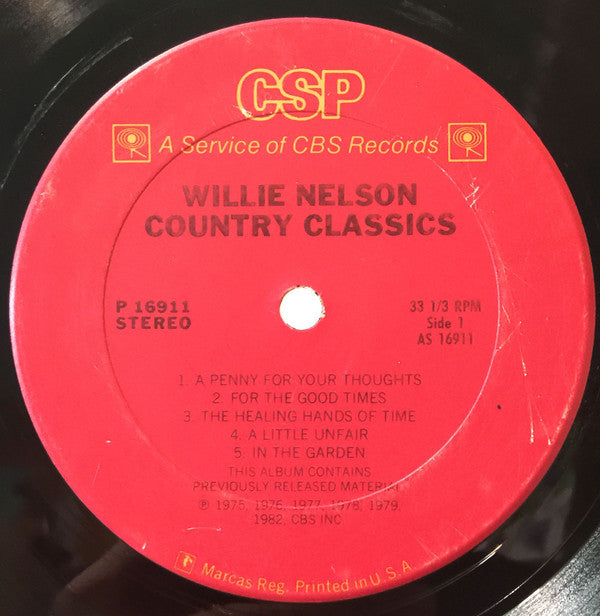 CSP
A Service of CBS Records
WILLIE NELSON
COUNTRY CLASSICS
P 16911
STEREO
33 1/3 RPM
Side 1
AS 16911
1. A PENNY FOR YOUR THOUGHTS
2. FOR THE GOOD TIMES
3. THE HEALING HANDS OF TIME
4. A LITTLE UNFAIR
5. IN THE GARDEN
THIS ALBUM CONTAINS
PREVIOUSLY RELEASED MATERIAL
℗ 1975, 1976, 1977, 1978, 1979,
1982, CBS INC
Marcas Reg. Printed in U.S.A